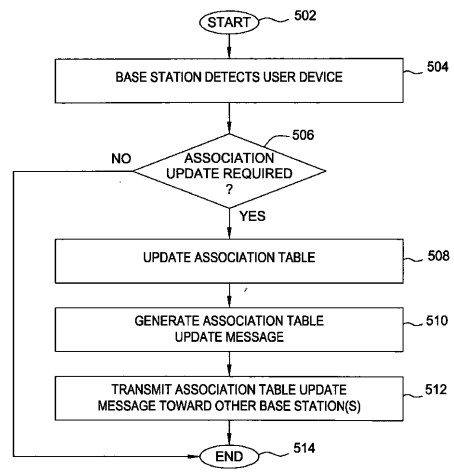 START
502
BASE STATION DETECTS USER DEVICE
504
506
NO
ASSOCIATION
UPDATE REQUIRED
?
YES
UPDATE ASSOCIATION TABLE
508
GENERATE ASSOCIATION TABLE
UPDATE MESSAGE
510
TRANSMIT ASSOCIATION TABLE UPDATE
MESSAGE TOWARD OTHER BASE STATION(S)
512
END
514